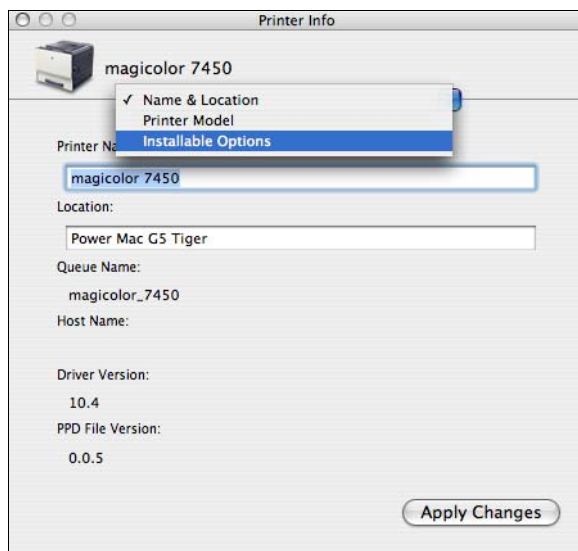 Printer Info
magicolor 7450
✓ Name & Location
Printer Model
Installable Options
Printer Na
magicolor 7450
Location:
Power Mac G5 Tiger
Queue Name:
magicolor_7450
Host Name:
Driver Version:
10.4
PPD File Version:
0.0.5
Apply Changes